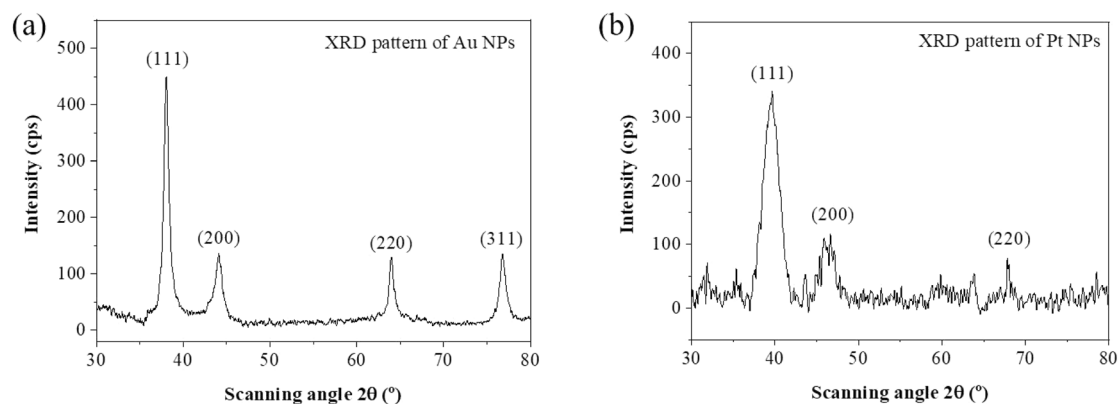 (a)
XRD pattern of Au NPs
(111)
(200)
(220)
(311)
500
400
300
200
100
0
Intensity (cps)
30 40 50 60 70 80
Scanning angle 2θ (º)
(b)
XRD pattern of Pt NPs
(111)
(200)
(220)
400
300
200
100
0
Intensity (cps)
30 40 50 60 70 80
Scanning angle 2θ (º)